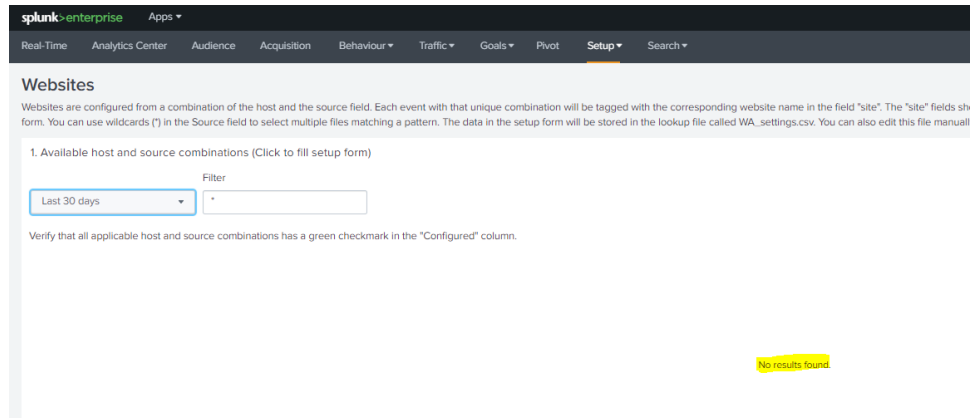 splunk>enterprise Apps
Real-Time Analytics Center Audience Acquisition Behaviour Traffic Goals Pivot Setup Search
Websites
Websites are configured from a combination of the host and the source field. Each event with that unique combination will be tagged with the corresponding website name in the field "site". The "site" fields sh
form. You can use wildcards (*) in the Source field to select multiple files matching a pattern. The data in the setup form will be stored in the lookup file called WA_settings.csv. You can also edit this file manuall
1. Available host and source combinations (Click to fill setup form)
Filter
Last 30 days *
Verify that all applicable host and source combinations has a green checkmark in the "Configured" column.
No results found.